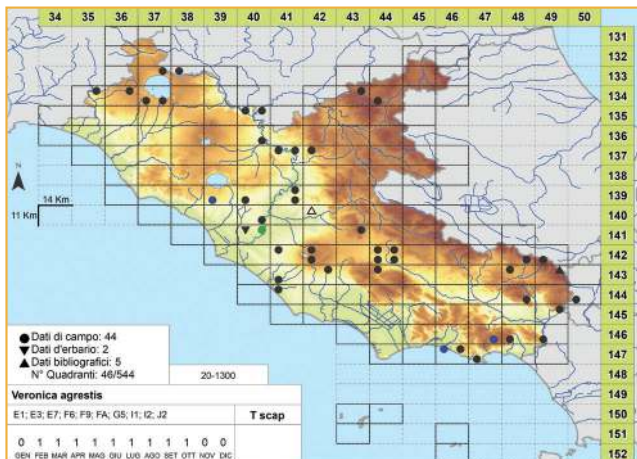 34 35 36 37 38 39 40 41 42 43 44 45 46 47 48 49 50
131
132
133
134
135
136
137
138
139
140
141
142
143
144
145
146
147
148
149
150
151
152
N
14 Km
11 Km
Dati di campo: 44
Dati d'erbario: 2
Dati bibliografici: 5
N° Quadranti: 46/544
20-1300
Veronica agrestis
E1; E3; E7; F6; F9; FA; G5; I1; I2; J2
T scap
0 1 1 1 1 1 1 1 1 1 0 0
GEN FEB MAR APR MAG GIU LUG AGO SET OTT NOV DIC